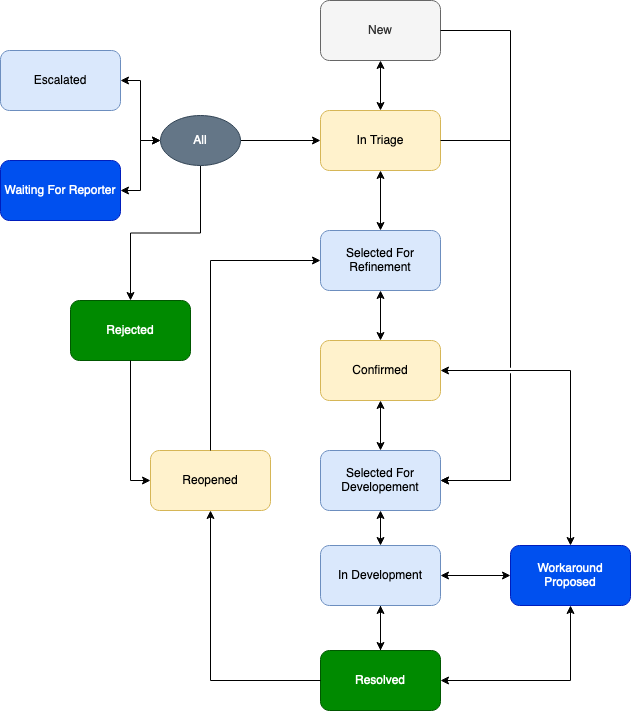 New
Escalated
All
In Triage
Waiting For Reporter
Selected For
Refinement
Rejected
Confirmed
Reopened
Selected For
Developement
In Development
Workaround
Proposed
Resolved